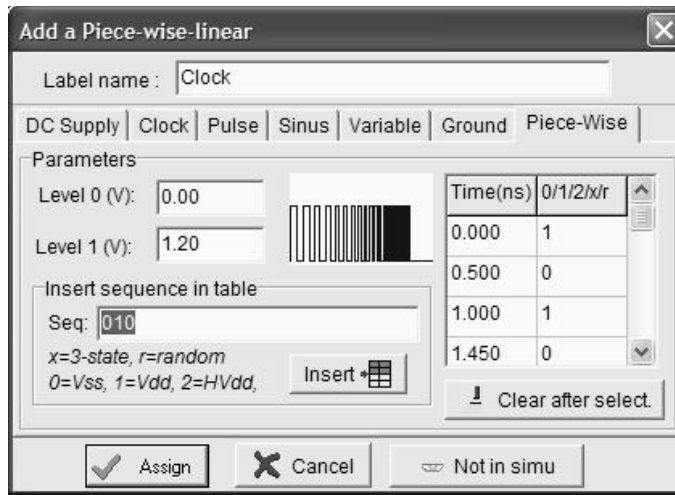 Add a Piece-wise-linear
Label name : Clock
DC Supply Clock Pulse Sinus Variable Ground Piece-Wise
Parameters
Level 0 (V): 0.00
Level 1 (V): 1.20
Insert sequence in table
Seq: 010
x=3-state, r=random
0=Vss, 1=Vdd, 2=HVdd,
Insert
Time(ns) 0/1/2/x/r
0.000 1
0.500 0
1.000 1
1.450 0
Clear after select.
Assign Cancel Not in simu